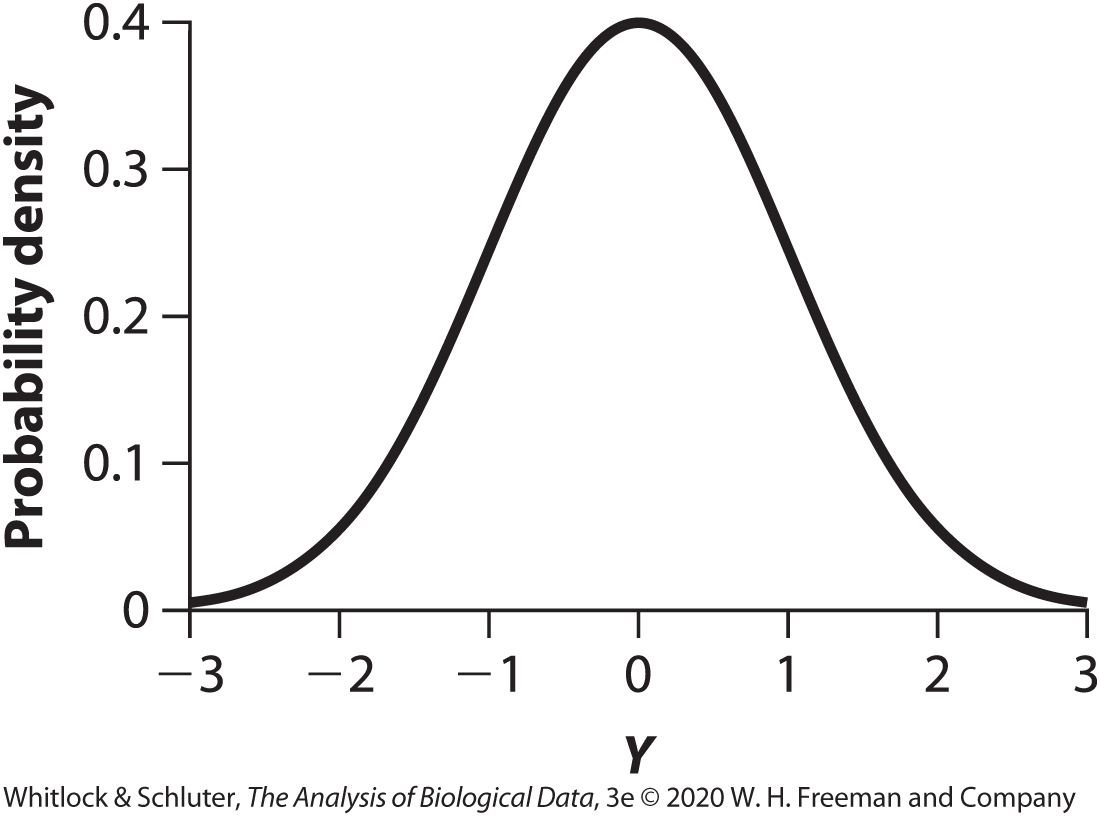 Probability density
0.4
0.3
0.2
0.1
0
−3 −2 −1 0 1 2 3
Y
Whitlock & Schluter, The Analysis of Biological Data, 3e © 2020 W. H. Freeman and Company